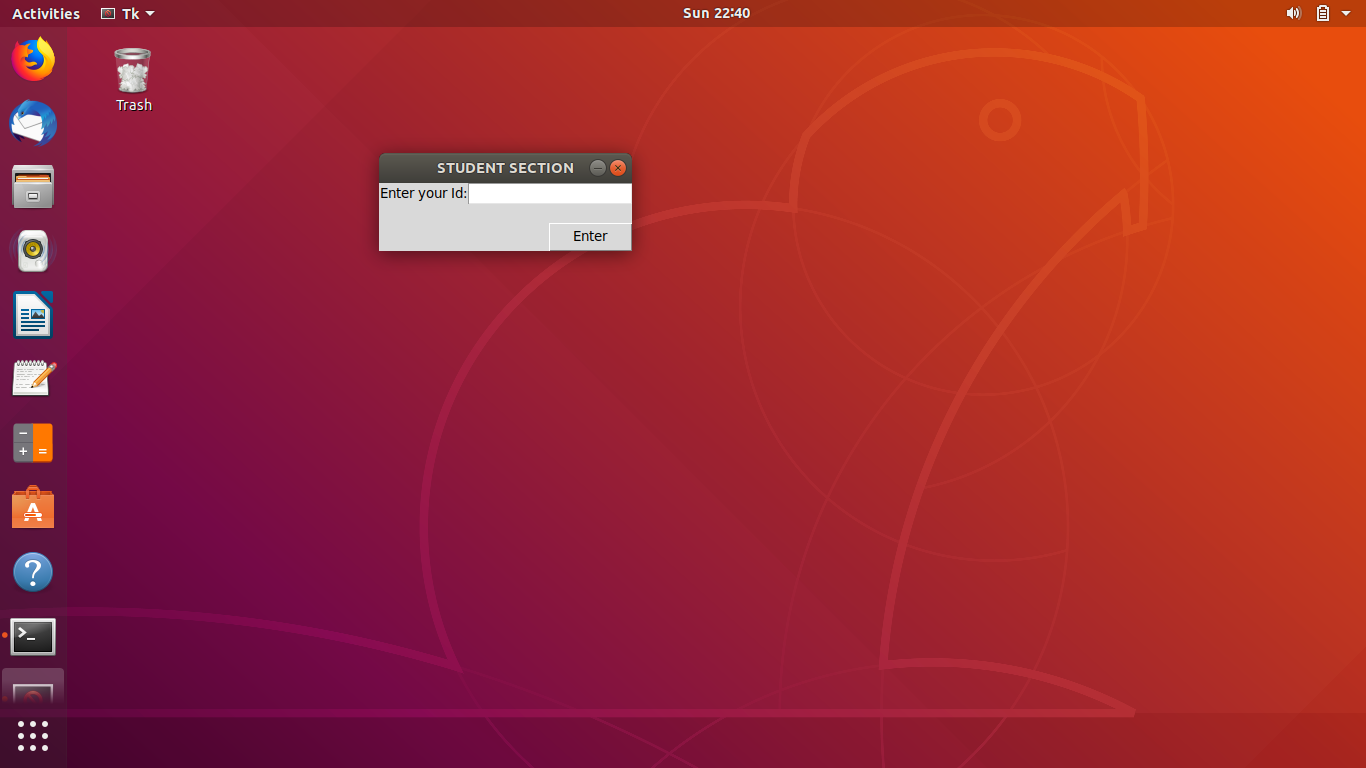 Activities Tk Sun 22:40
Trash
STUDENT SECTION
Enter your Id:
Enter